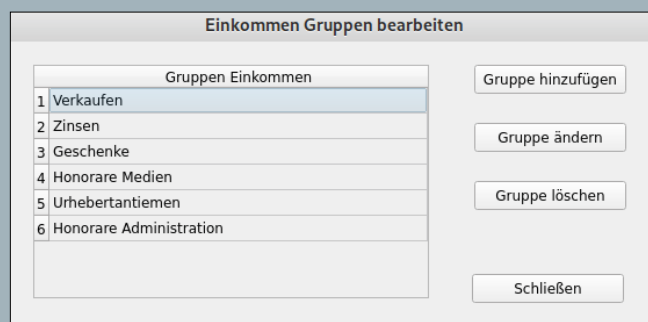 Einkommen Gruppen bearbeiten
Gruppen Einkommen
1 Verkaufen
2 Zinsen
3 Geschenke
4 Honorare Medien
5 Urhebertantiemen
6 Honorare Administration
Gruppe hinzufügen
Gruppe ändern
Gruppe löschen
Schließen